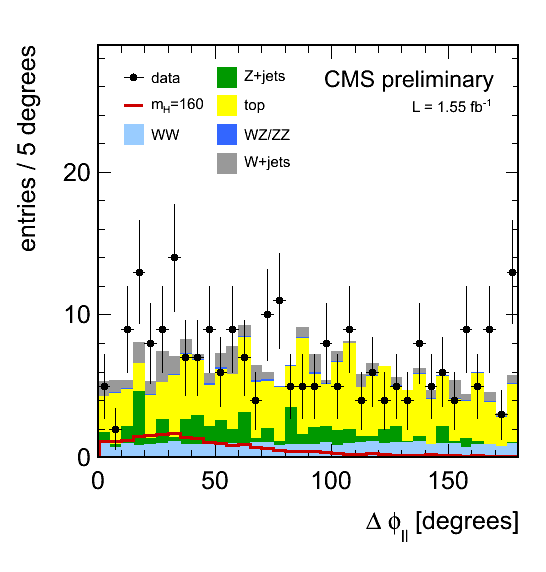 entries / 5 degrees
data
m_H=160
WW
Z+jets
top
WZ/ZZ
W+jets
CMS preliminary
L = 1.55 fb⁻¹
20
10
0
0 50 100 150
Δ ϕ_ll [degrees]